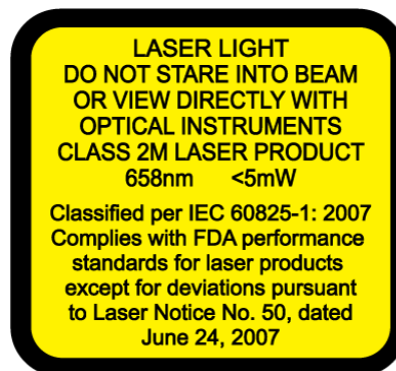 LASER LIGHT
DO NOT STARE INTO BEAM
OR VIEW DIRECTLY WITH
OPTICAL INSTRUMENTS
CLASS 2M LASER PRODUCT
658nm <5mW
Classified per IEC 60825-1: 2007
Complies with FDA performance
standards for laser products
except for deviations pursuant
to Laser Notice No. 50, dated
June 24, 2007